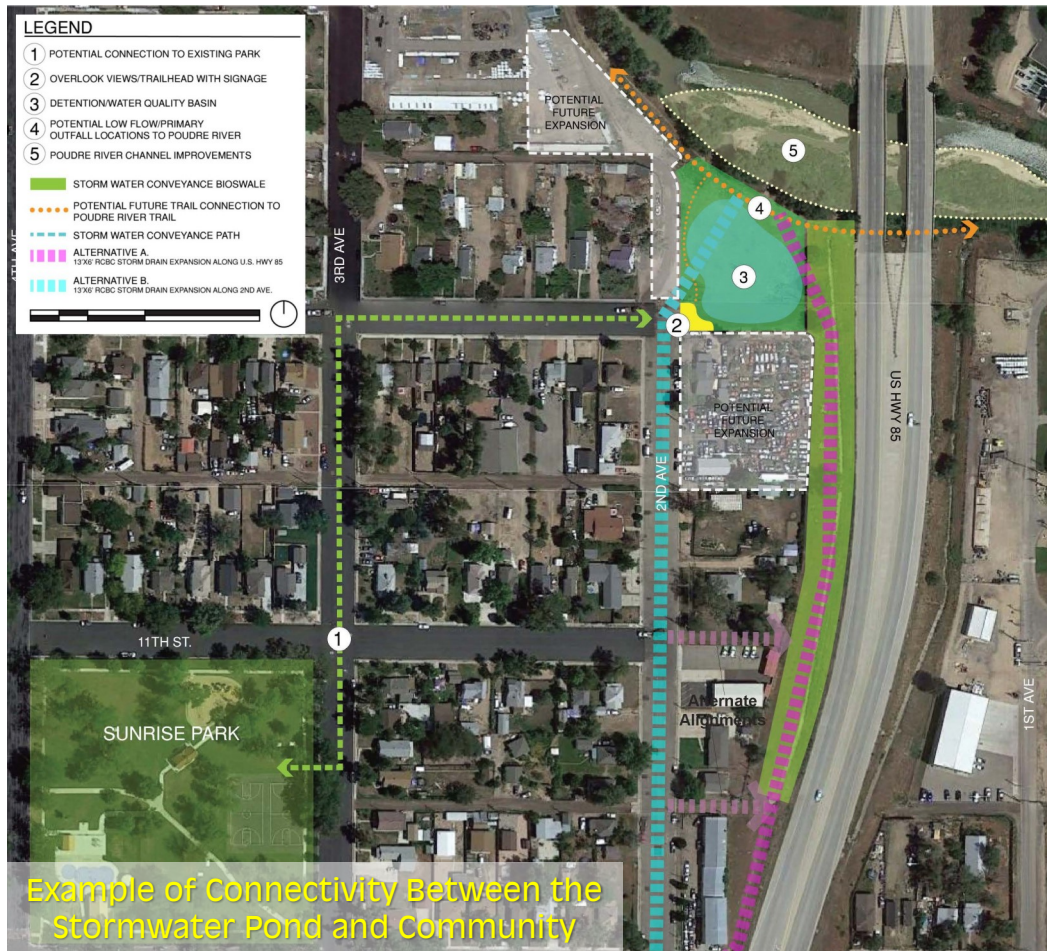 LEGEND
1 POTENTIAL CONNECTION TO EXISTING PARK
2 OVERLOOK VIEWS/TRAILHEAD WITH SIGNAGE
3 DETENTION/WATER QUALITY BASIN
4 POTENTIAL LOW FLOW/PRIMARY
OUTFALL LOCATIONS TO POUDRE RIVER
5 POUDRE RIVER CHANNEL IMPROVEMENTS
STORM WATER CONVEYANCE BIOSWALE
POTENTIAL FUTURE TRAIL CONNECTION TO
POUDRE RIVER TRAIL
STORM WATER CONVEYANCE PATH
ALTERNATIVE A.
13'X6' RCBC STORM DRAIN EXPANSION ALONG U.S. HWY 85
ALTERNATIVE B.
13'X6' RCBC STORM DRAIN EXPANSION ALONG 2ND AVE.
POTENTIAL
FUTURE
EXPANSION
5
4
3
2
3RD AVE
POTENTIAL FUTURE
EXPANSION
US HWY 85
2ND AVE
1
11TH ST.
SUNRISE PARK
Alternate
Alignments
1ST AVE
Example of Connectivity Between the
Stormwater Pond and Community